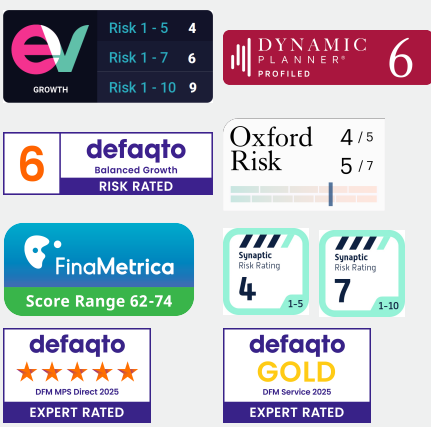 ev
GROWTH
Risk 1 - 5 4
Risk 1 - 7 6
Risk 1 - 10 9
DYNAMIC
PLANNER®
PROFILED
6
6
defaqto
Balanced Growth
RISK RATED
Oxford
Risk
4 / 5
5 / 7
FinaMetrica
Score Range 62-74
Synaptic
Risk Rating
4
1-5
Synaptic
Risk Rating
7
1-10
defaqto
DFM MPS Direct 2025
EXPERT RATED
defaqto
GOLD
DFM Service 2025
EXPERT RATED